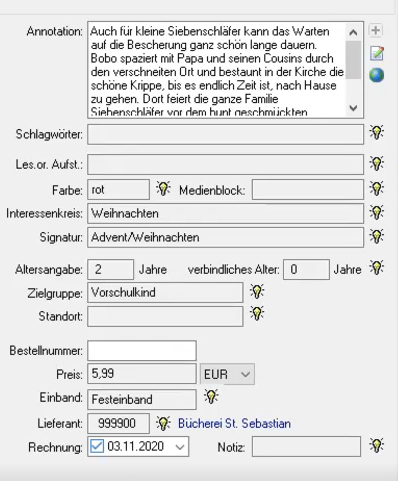 Annotation: Auch für kleine Siebenschläfer kann das Warten
auf die Bescherung ganz schön lange dauern.
Bobo spaziert mit Papa und seinen Cousins durch
den verschneiten Ort und bestaunt in der Kirche die
schöne Krippe, bis es endlich Zeit ist, nach Hause
zu gehen. Dort feiert die ganze Familie
Siebenschläfer vor dem bunt geschmückten
Schlagwörter:
Les.or. Aufst.:
Farbe: rot Medienblock:
Interessenkreis: Weihnachten
Signatur: Advent/Weihnachten
Altersangabe: 2 Jahre verbindliches Alter: 0 Jahre
Zielgruppe: Vorschulkind
Standort:
Bestellnummer:
Preis: 5,99 EUR
Einband: Festeinband
Lieferant: 999900 Bücherei St. Sebastian
Rechnung: 03.11.2020 Notiz: